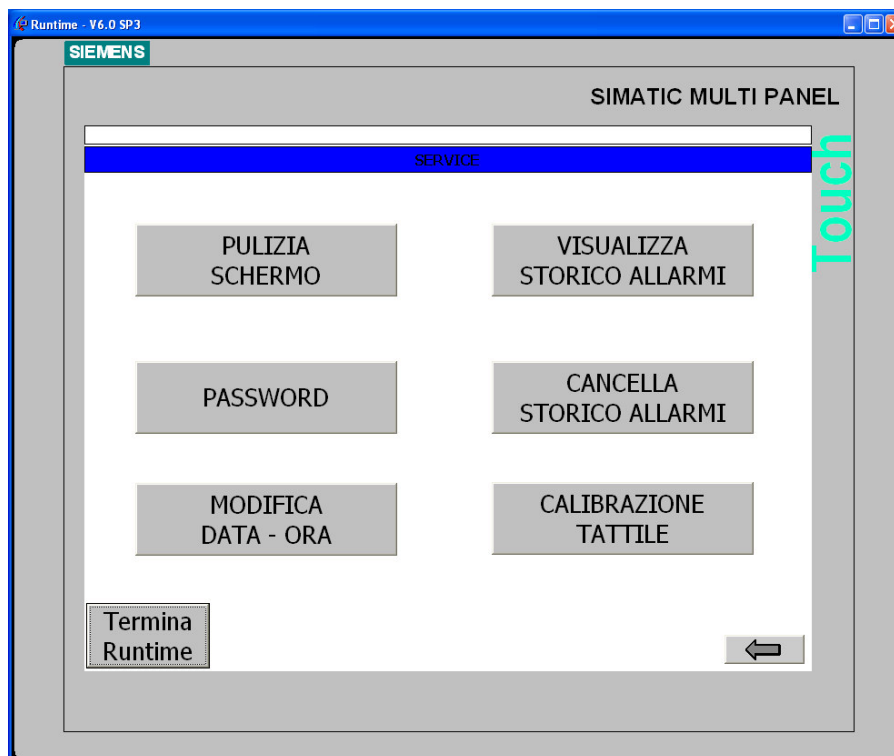 Runtime - V6.0 SP3
SIEMENS
SIMATIC MULTI PANEL
Touch
SERVICE
PULIZIA
SCHERMO
VISUALIZZA
STORICO ALLARMI
PASSWORD
CANCELLA
STORICO ALLARMI
MODIFICA
DATA - ORA
CALIBRAZIONE
TATTILE
Termina
Runtime